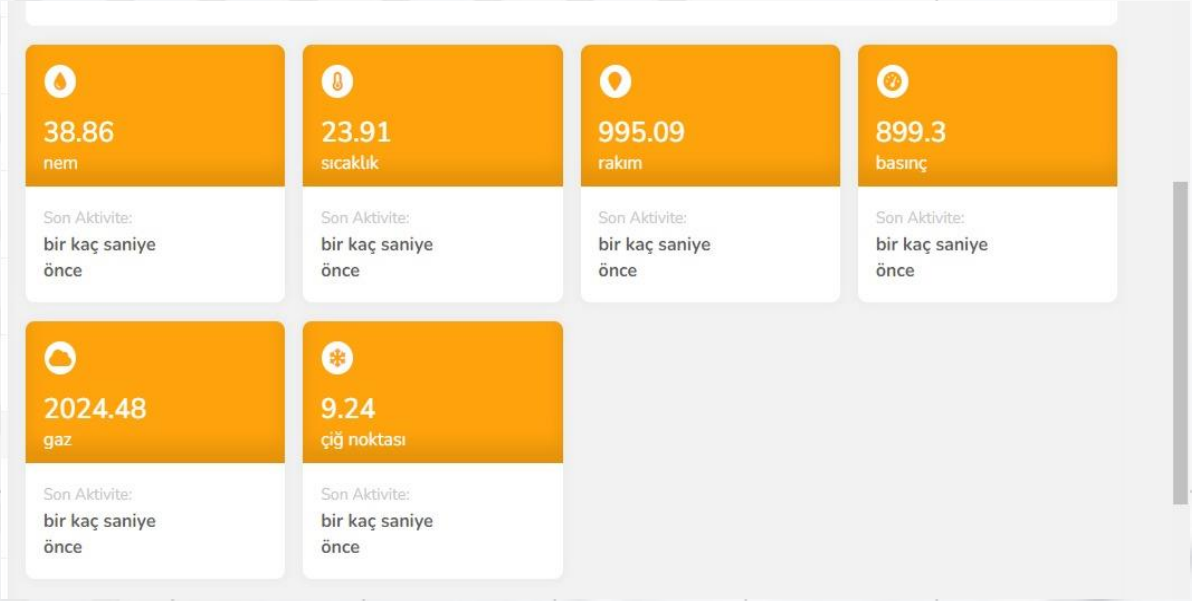 38.86
nem
Son Aktivite:
bir kaç saniye
önce
23.91
sıcaklık
Son Aktivite:
bir kaç saniye
önce
995.09
rakım
Son Aktivite:
bir kaç saniye
önce
899.3
basınç
Son Aktivite:
bir kaç saniye
önce
2024.48
gaz
Son Aktivite:
bir kaç saniye
önce
9.24
çiğ noktası
Son Aktivite:
bir kaç saniye
önce